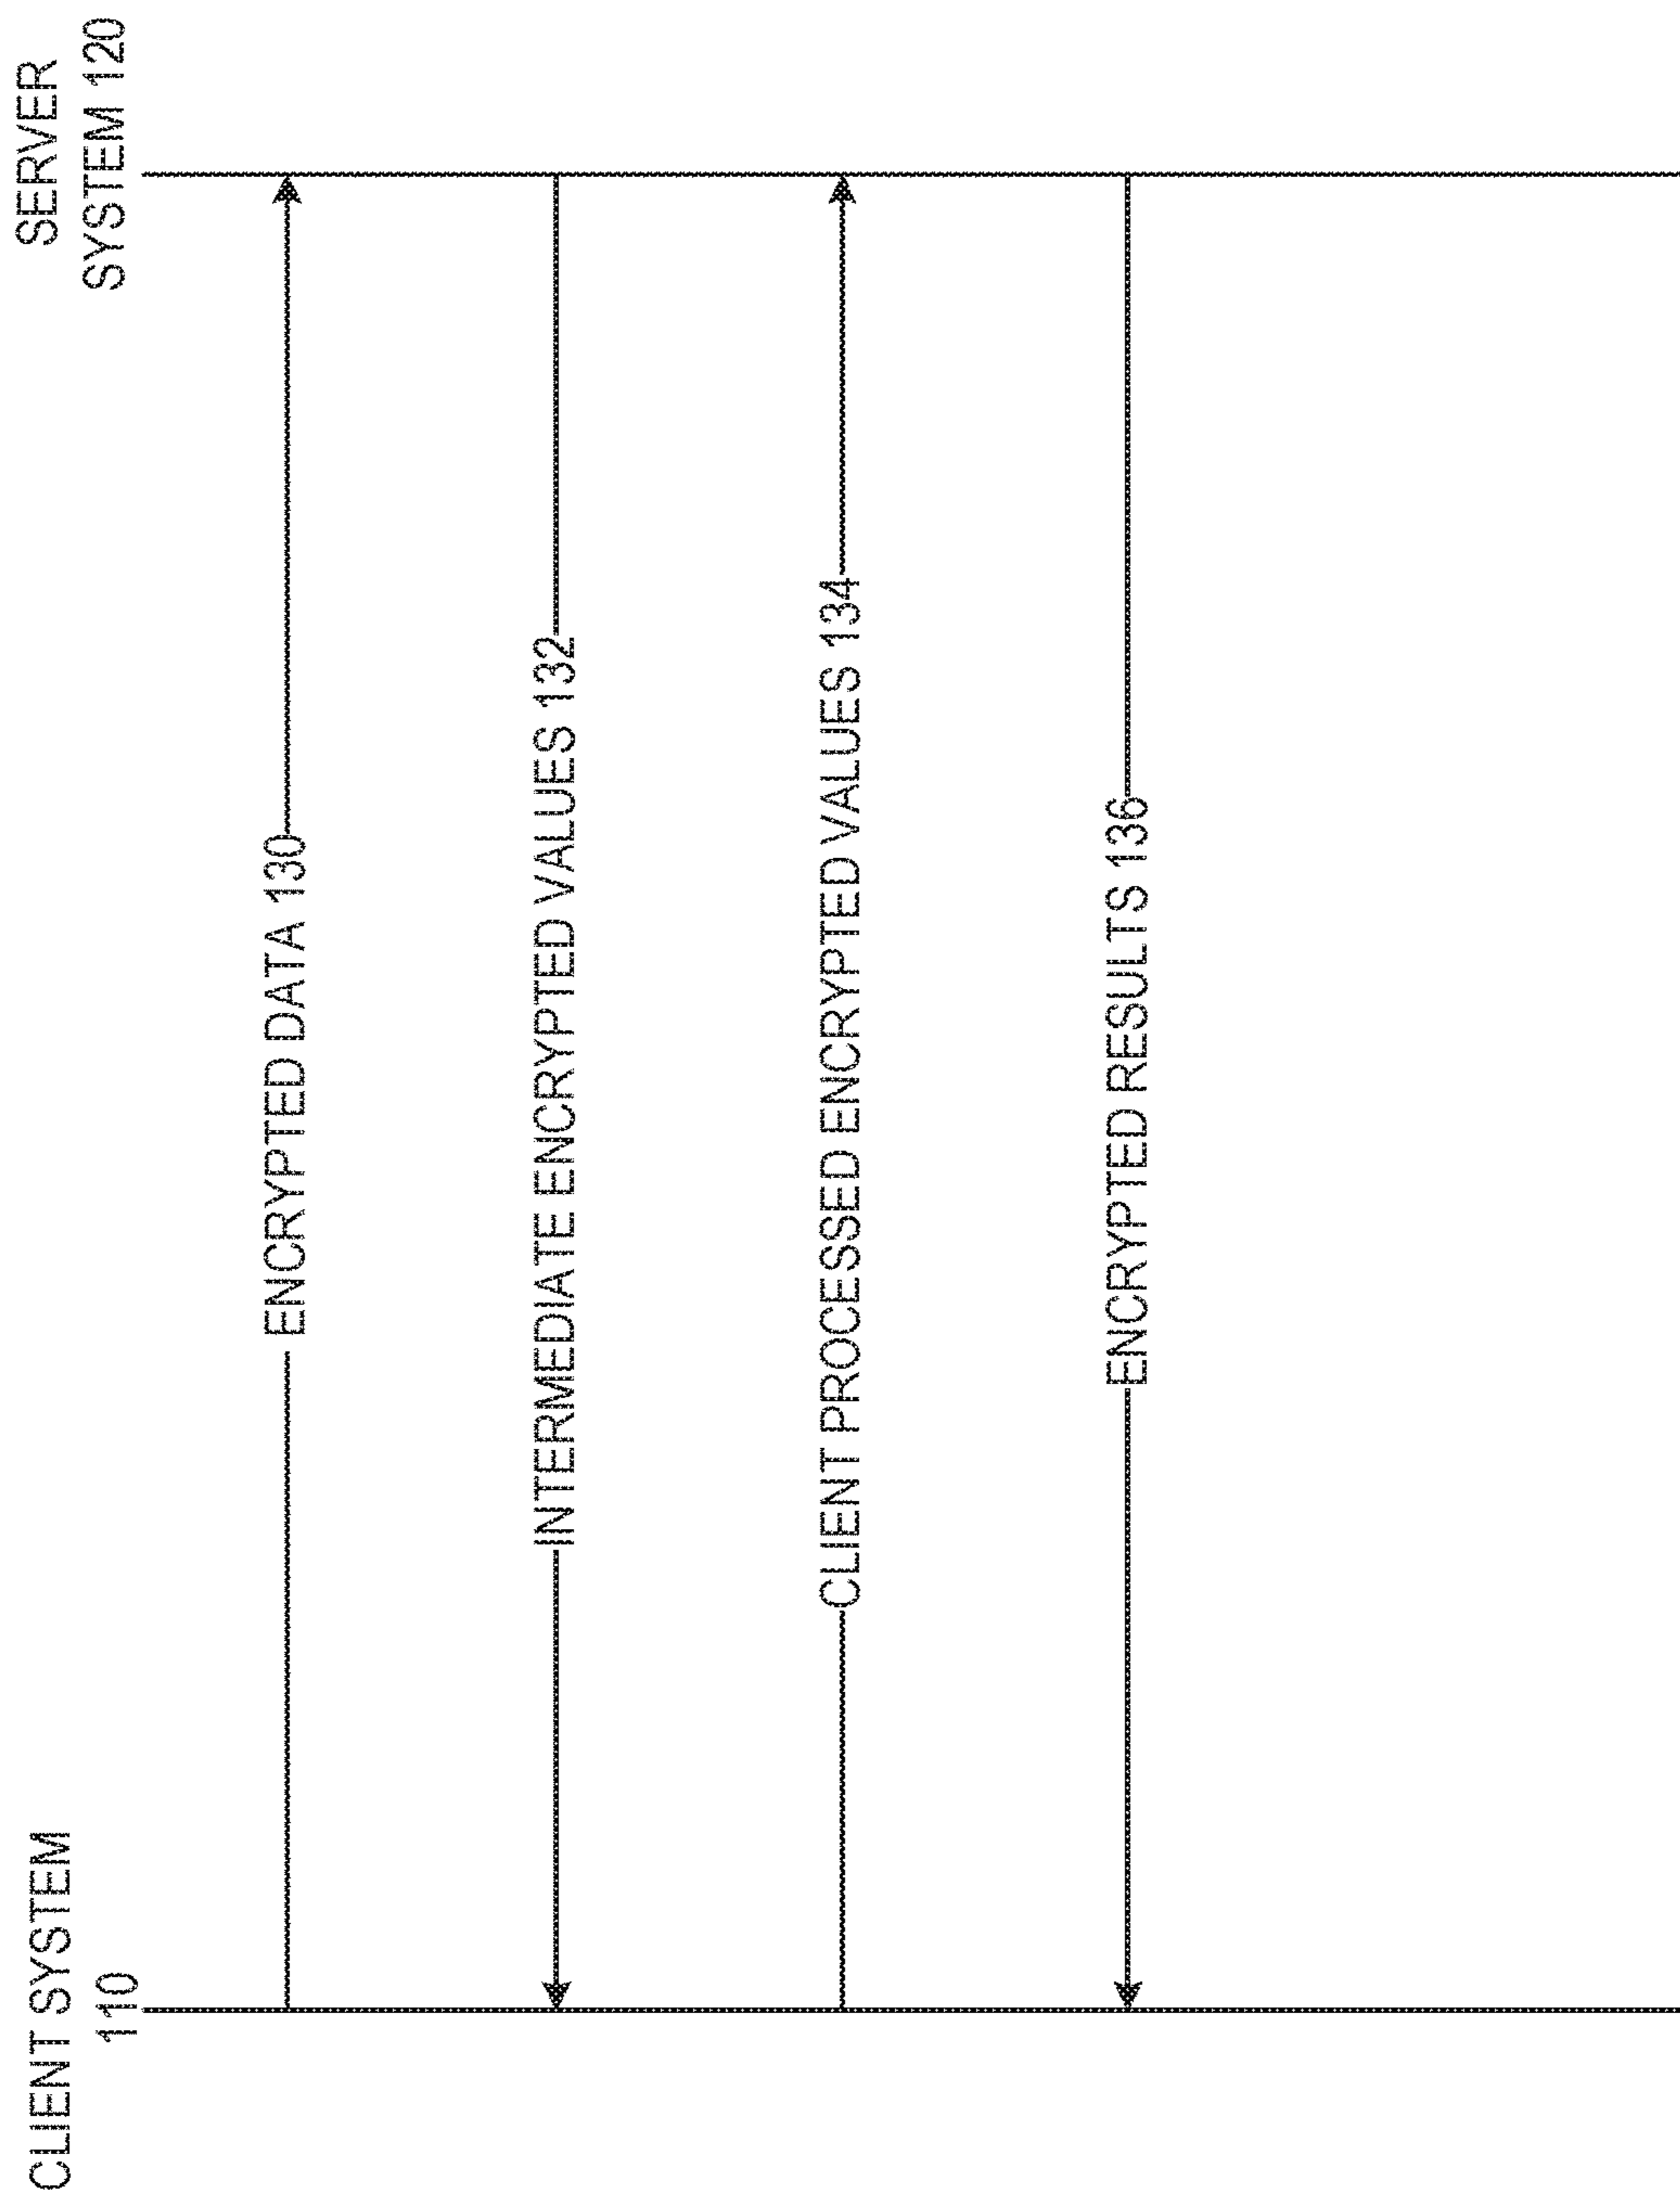 CLIENT SYSTEM
110
SERVER
SYSTEM 120
ENCRYPTED DATA 130
INTERMEDIATE ENCRYPTED VALUES 132
CLIENT PROCESSED ENCRYPTED VALUES 134
ENCRYPTED RESULTS 136